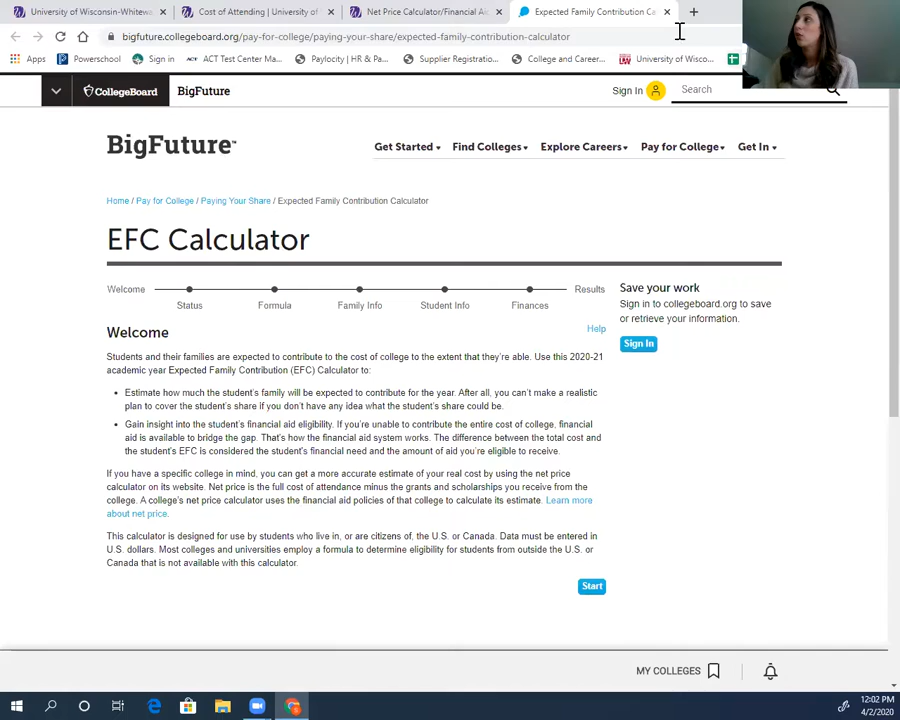 University of Wisconsin-Whitewa
Cost of Attending | University of
Net Price Calculator/Financial Aid
Expected Family Contribution Ca
bigfuture.collegeboard.org/pay-for-college/paying-your-share/expected-family-contribution-calculator
Apps
Powerschool
Sign in
ACT Test Center Ma...
Paylocity | HR & Pa...
Supplier Registratio...
College and Career...
University of Wisco...
CollegeBoard
BigFuture
Sign In
Search
BigFuture™
Get Started
Find Colleges
Explore Careers
Pay for College
Get In
Home / Pay for College / Paying Your Share / Expected Family Contribution Calculator
EFC Calculator
Welcome
Status
Formula
Family Info
Student Info
Finances
Results
Save your work
Sign in to collegeboard.org to save
or retrieve your information.
Sign In
Welcome
Help
Students and their families are expected to contribute to the cost of college to the extent that they're able. Use this 2020-21
academic year Expected Family Contribution (EFC) Calculator to:
• Estimate how much the student's family will be expected to contribute for the year. After all, you can't make a realistic
plan to cover the student's share if you don't have any idea what the student's share could be.
• Gain insight into the student's financial aid eligibility. If you're unable to contribute the entire cost of college, financial
aid is available to bridge the gap. That's how the financial aid system works. The difference between the total cost and
the student's EFC is considered the student's financial need and the amount of aid you're eligible to receive.
If you have a specific college in mind, you can get a more accurate estimate of your real cost by using the net price
calculator on its website. Net price is the full cost of attendance minus the grants and scholarships you receive from the
college. A college's net price calculator uses the financial aid policies of that college to calculate its estimate. Learn more
about net price.
This calculator is designed for use by students who live in, or are citizens of, the U.S. or Canada. Data must be entered in
U.S. dollars. Most colleges and universities employ a formula to determine eligibility for students from outside the U.S. or
Canada that is not available with this calculator.
Start
MY COLLEGES
12:02 PM
4/2/2020